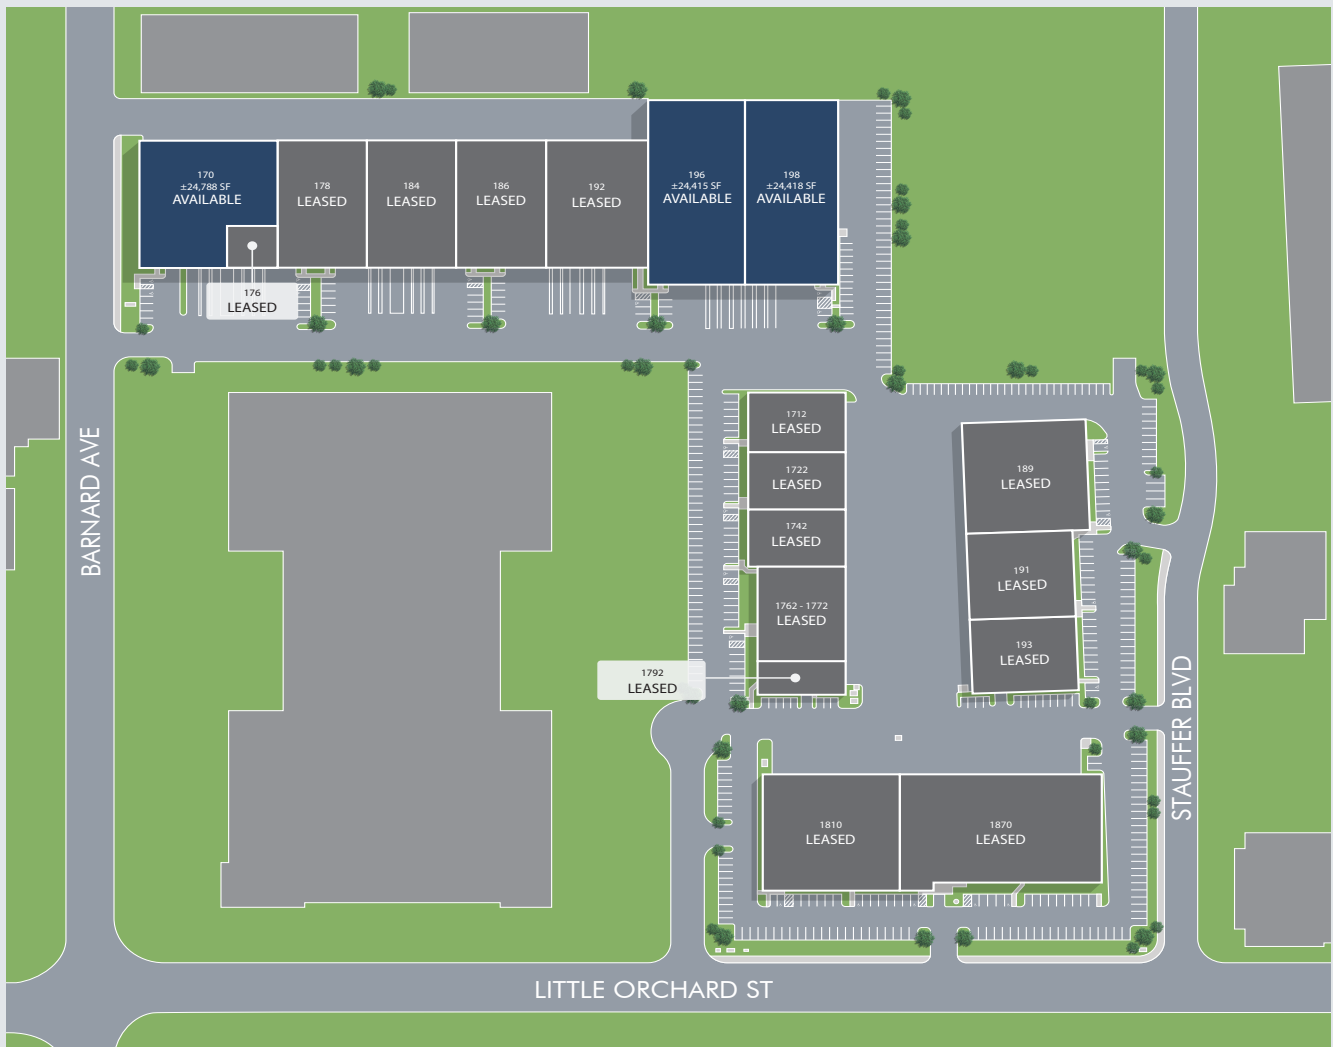 170
±24,788 SF
AVAILABLE
176
LEASED
178
LEASED
184
LEASED
186
LEASED
192
LEASED
196
±24,415 SF
AVAILABLE
198
±24,418 SF
AVAILABLE
BARNARD AVE
1712
LEASED
1722
LEASED
1742
LEASED
1762 - 1772
LEASED
1792
LEASED
189
LEASED
191
LEASED
193
LEASED
STAUFFER BLVD
1810
LEASED
1870
LEASED
LITTLE ORCHARD ST